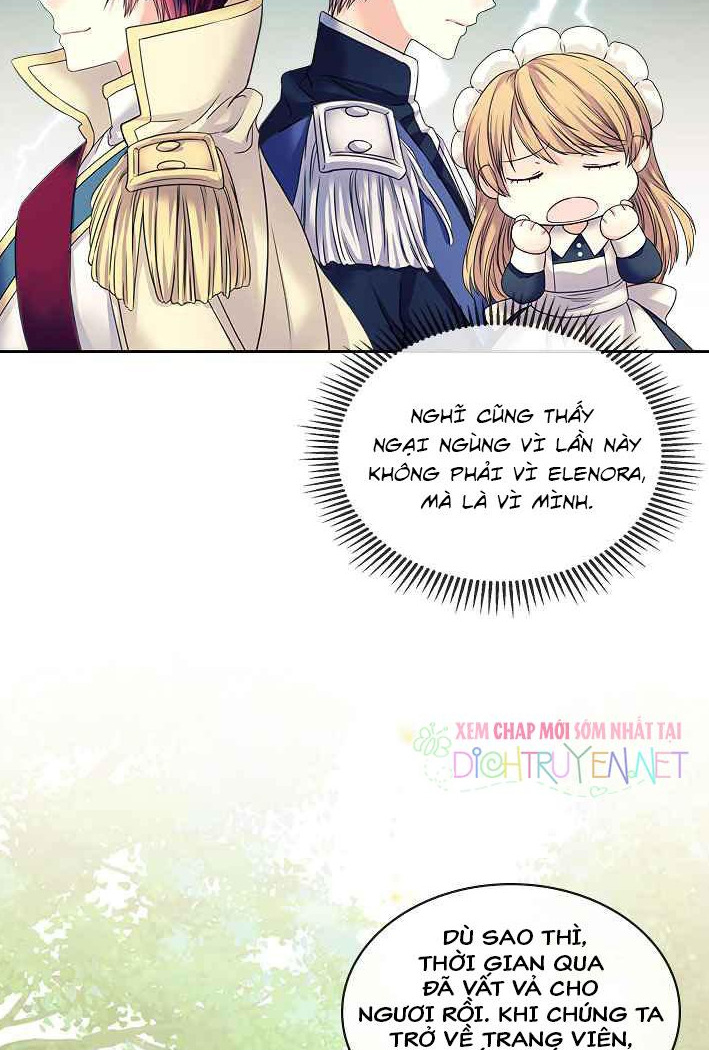 NGHĨ CŨNG THẤY
NGẠI NGÙNG VÌ LẦN NÀY
KHÔNG PHẢI VÌ ELENORA,
MÀ LÀ VÌ MÌNH.
XEM CHAP MỚI SỚM NHẤT TẠI
DICHTRUYEN.NET
DÙ SAO THÌ,
THỜI GIAN QUA
ĐÃ VẤT VẢ CHO
NGƯƠI RỒI. KHI CHÚNG TA
TRỞ VỀ TRANG VIÊN,